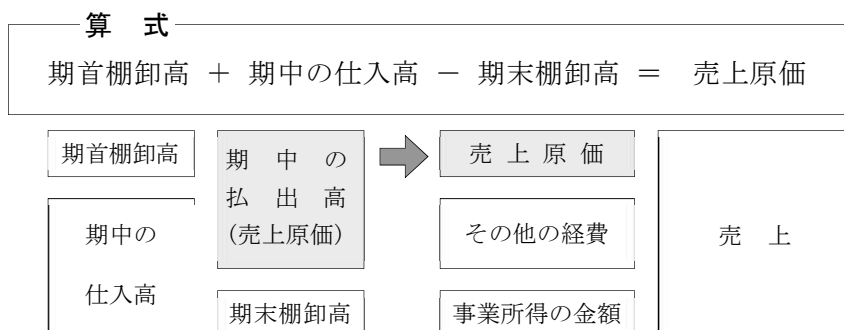 算　式
期首棚卸高 ＋ 期中の仕入高 － 期末棚卸高 ＝ 売上原価
期首棚卸高
期中の
仕入高
期中の
払出高
(売上原価)
期末棚卸高
売上原価
その他の経費
事業所得の金額
売　上